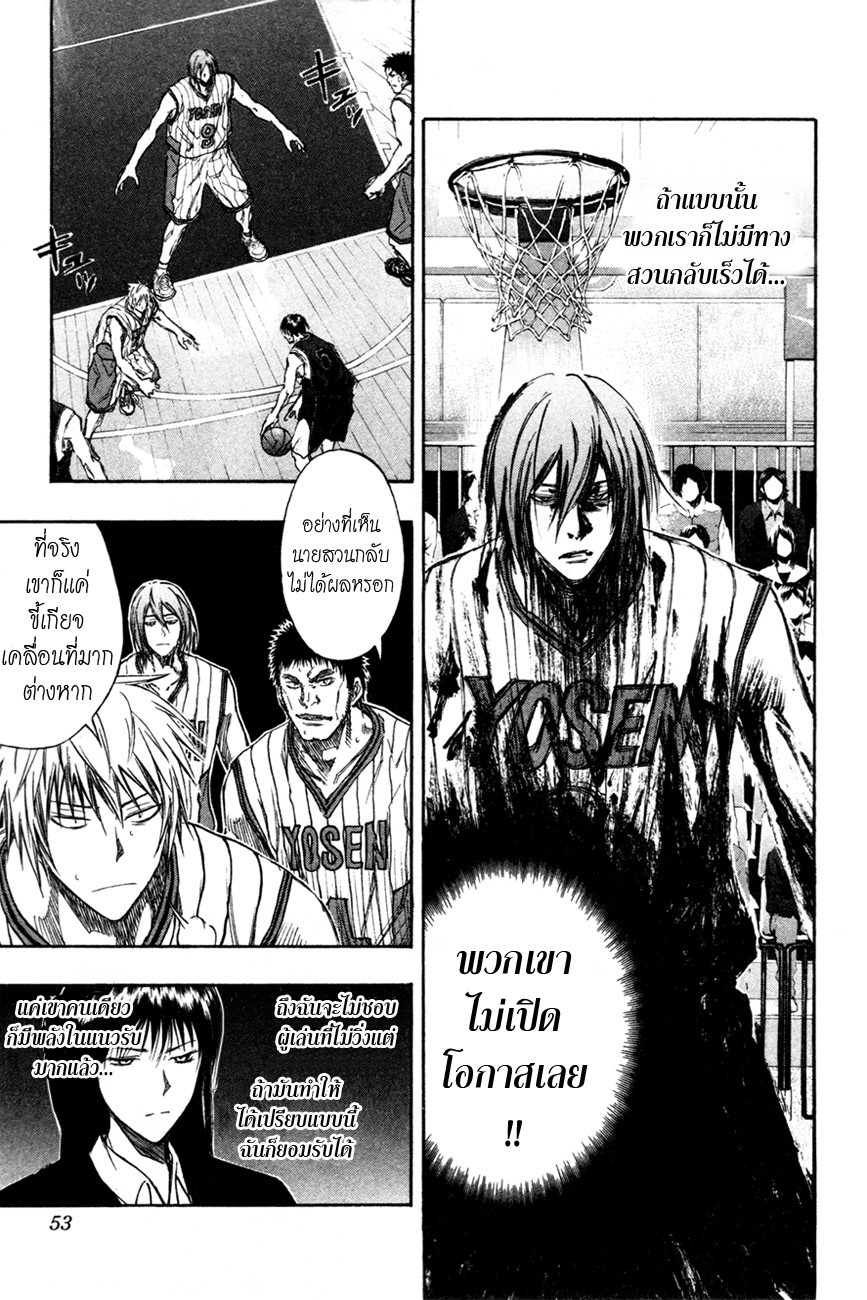 ถ้าแบบนั้น
พวกเราก็ไม่มีทาง
สวนกลับเร็วได้...
YOSEN
พวกเขา
ไม่เปิด
โอกาสเลย
!!
YOSEN
9
キュッ
キュッ
อย่างที่เห็น
นายสวนกลับ
ไม่ได้ผลหรอก
ที่จริง
เขาก็แค่
ขี้เกียจ
เคลื่อนที่มาก
ต่างหาก
YOSEN
ถึงฉันจะไม่ชอบ
ผู้เล่นที่ไม่วิ่งแต่
ถ้ามันทำให้
ได้เปรียบแบบนี้
ฉันก็ยอมรับได้
แค่เขาคนเดียว
ก็มีพลังในแนวรับ
มากแล้ว...
53